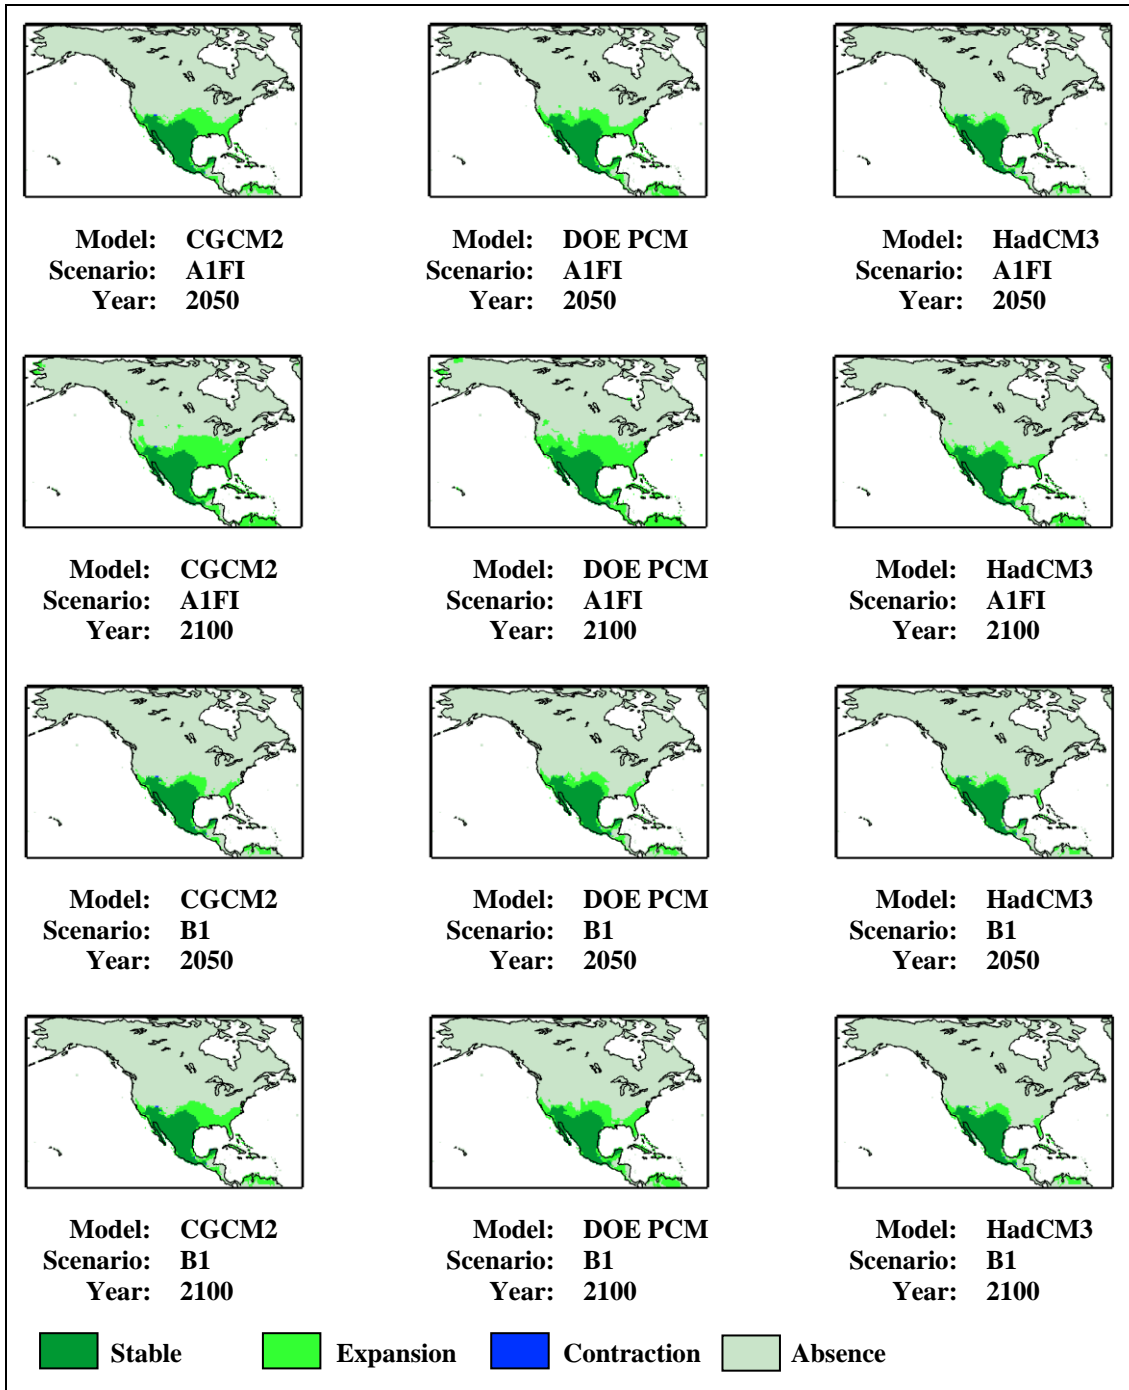 Model: CGCM2
Scenario: A1FI
Year: 2050
Model: DOE PCM
Scenario: A1FI
Year: 2050
Model: HadCM3
Scenario: A1FI
Year: 2050
Model: CGCM2
Scenario: A1FI
Year: 2100
Model: DOE PCM
Scenario: A1FI
Year: 2100
Model: HadCM3
Scenario: A1FI
Year: 2100
Model: CGCM2
Scenario: B1
Year: 2050
Model: DOE PCM
Scenario: B1
Year: 2050
Model: HadCM3
Scenario: B1
Year: 2050
Model: CGCM2
Scenario: B1
Year: 2100
Model: DOE PCM
Scenario: B1
Year: 2100
Model: HadCM3
Scenario: B1
Year: 2100
Stable Expansion Contraction Absence